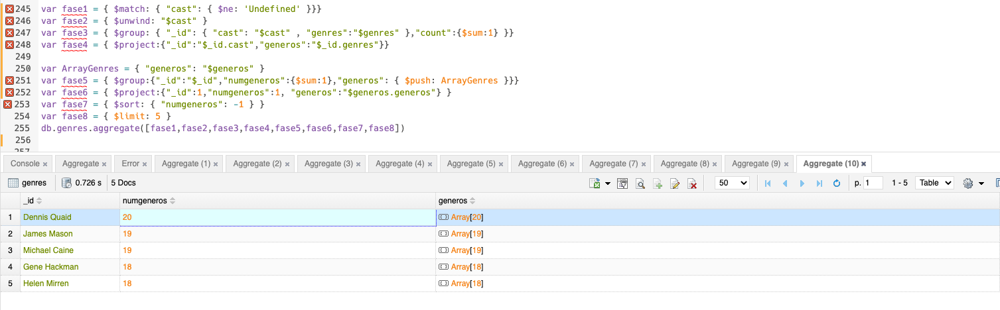 245 var fase1 = { $match: { "cast": { $ne: 'Undefined' }}}
246 var fase2 = { $unwind: "$cast" }
247 var fase3 = { $group: { "_id": { "cast": "$cast" , "genres":"$genres" },"count":{$sum:1} }}
248 var fase4 = { $project:{"_id":"$_id.cast","generos":"$_id.genres"}}
249
250 var ArrayGenres = { "generos": "$generos" }
251 var fase5 = { $group:{"_id":"$_id","numgeneros":{$sum:1},"generos": { $push: ArrayGenres }}}
252 var fase6 = { $project:{"_id":1,"numgeneros":1, "generos":"$generos.generos"} }
253 var fase7 = { $sort: { "numgeneros": -1 } }
254 var fase8 = { $limit: 5 }
255 db.genres.aggregate([fase1,fase2,fase3,fase4,fase5,fase6,fase7,fase8])
256
257
Console × Aggregate × Error × Aggregate (1) × Aggregate (2) × Aggregate (3) × Aggregate (4) × Aggregate (5) × Aggregate (6) × Aggregate (7) × Aggregate (8) × Aggregate (9) × Aggregate (10) ×
genres 0.726 s 5 Docs 50 p. 1 1 - 5 Table
_id numgeneros generos
1 Dennis Quaid 20 Array[20]
2 James Mason 19 Array[19]
3 Michael Caine 19 Array[19]
4 Gene Hackman 18 Array[18]
5 Helen Mirren 18 Array[18]